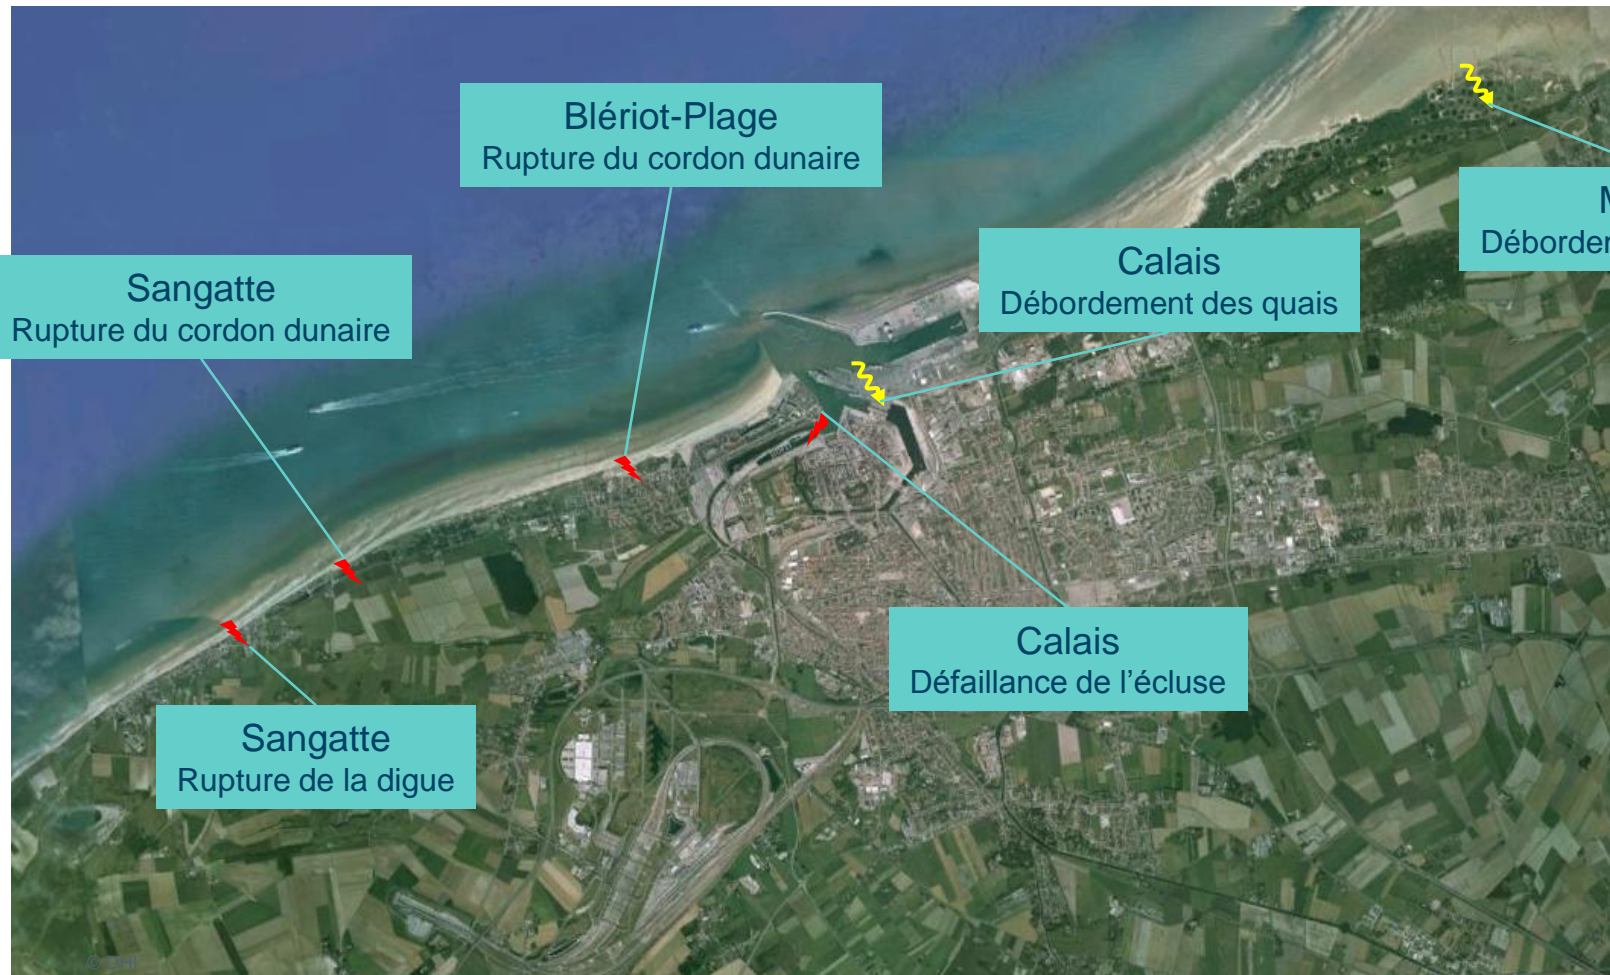 Blériot-Plage
Rupture du cordon dunaire
Sangatte
Rupture du cordon dunaire
Calais
Débordement des quais
Calais
Défaillance de l'écluse
Sangatte
Rupture de la digue
© DHI